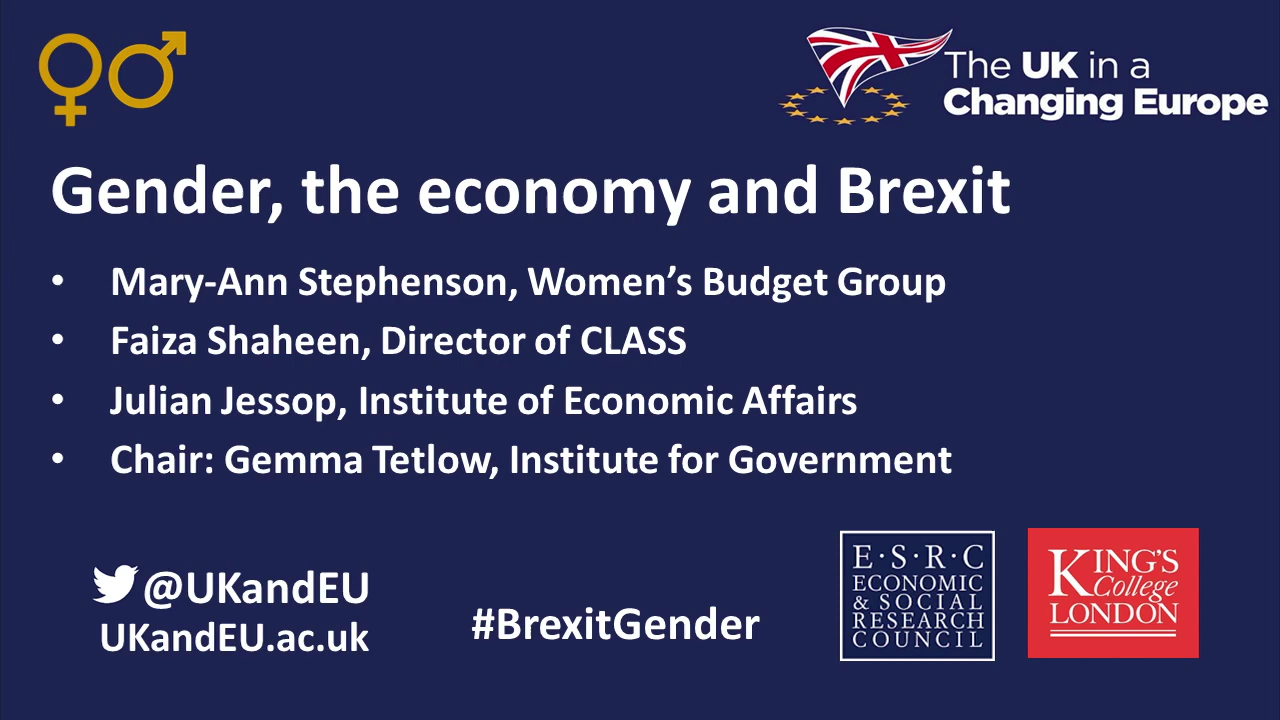 The UK in a
Changing Europe
Gender, the economy and Brexit
• Mary-Ann Stephenson, Women’s Budget Group
• Faiza Shaheen, Director of CLASS
• Julian Jessop, Institute of Economic Affairs
• Chair: Gemma Tetlow, Institute for Government
@UKandEU
UKandEU.ac.uk
#BrexitGender
E·S·R·C
ECONOMIC
& SOCIAL
RESEARCH
COUNCIL
KING'S
College
LONDON